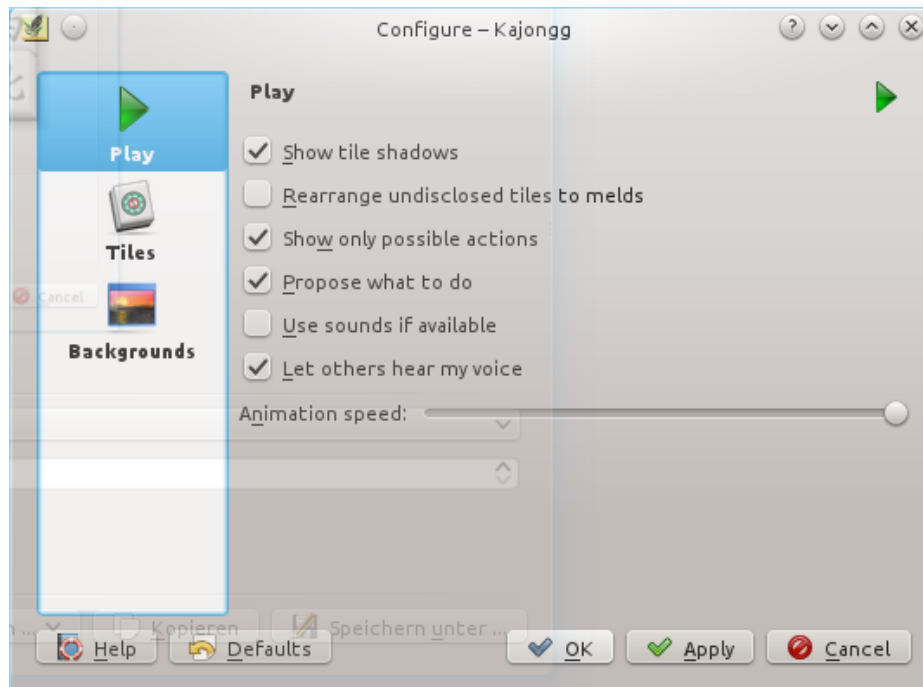 Configure – Kajongg
Play
Tiles
Backgrounds
Play
Show tile shadows
Rearrange undisclosed tiles to melds
Show only possible actions
Propose what to do
Use sounds if available
Let others hear my voice
Animation speed:
Cancel
Kopieren
Speichern unter ...
Help
Defaults
OK
Apply
Cancel